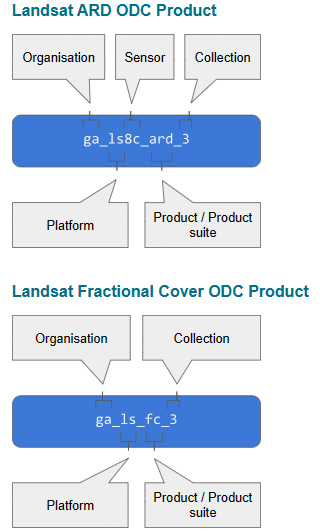 Landsat ARD ODC Product
Organisation
Sensor
Collection
ga_ls8c_ard_3
Platform
Product / Product
suite
Landsat Fractional Cover ODC Product
Organisation
Collection
ga_ls_fc_3
Platform
Product / Product
suite